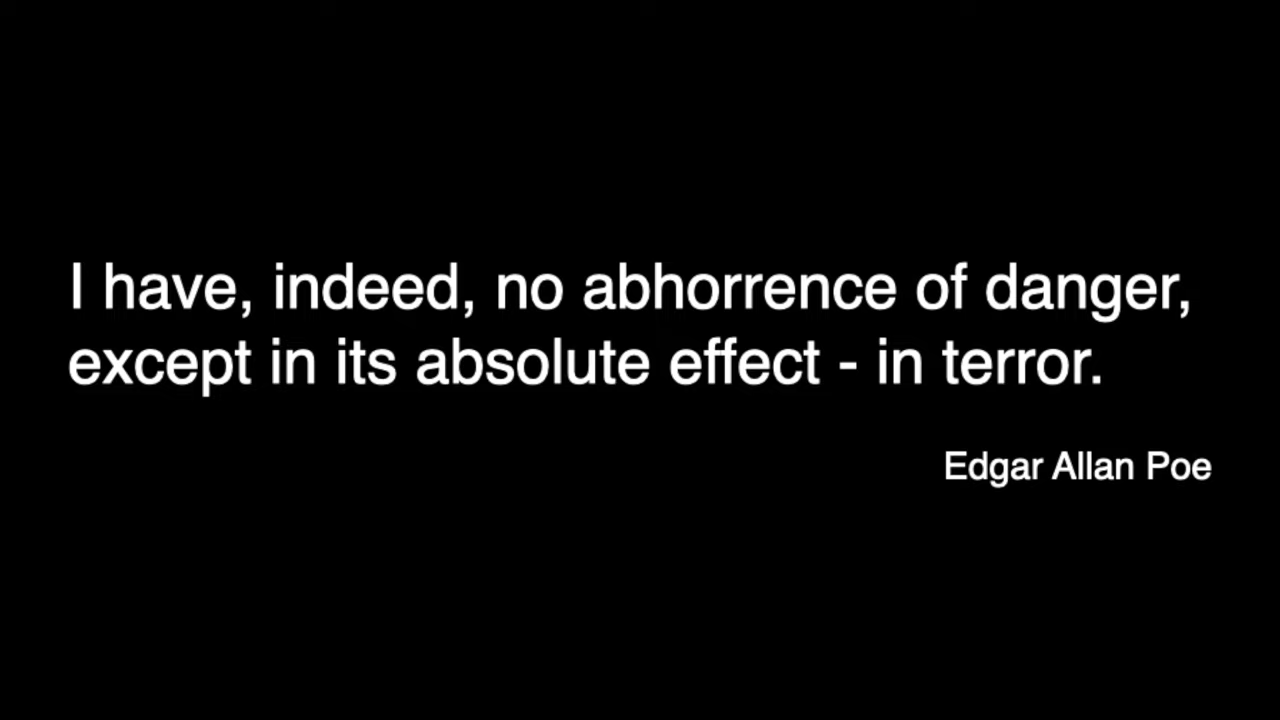 I have, indeed, no abhorrence of danger,
except in its absolute effect - in terror.
Edgar Allan Poe